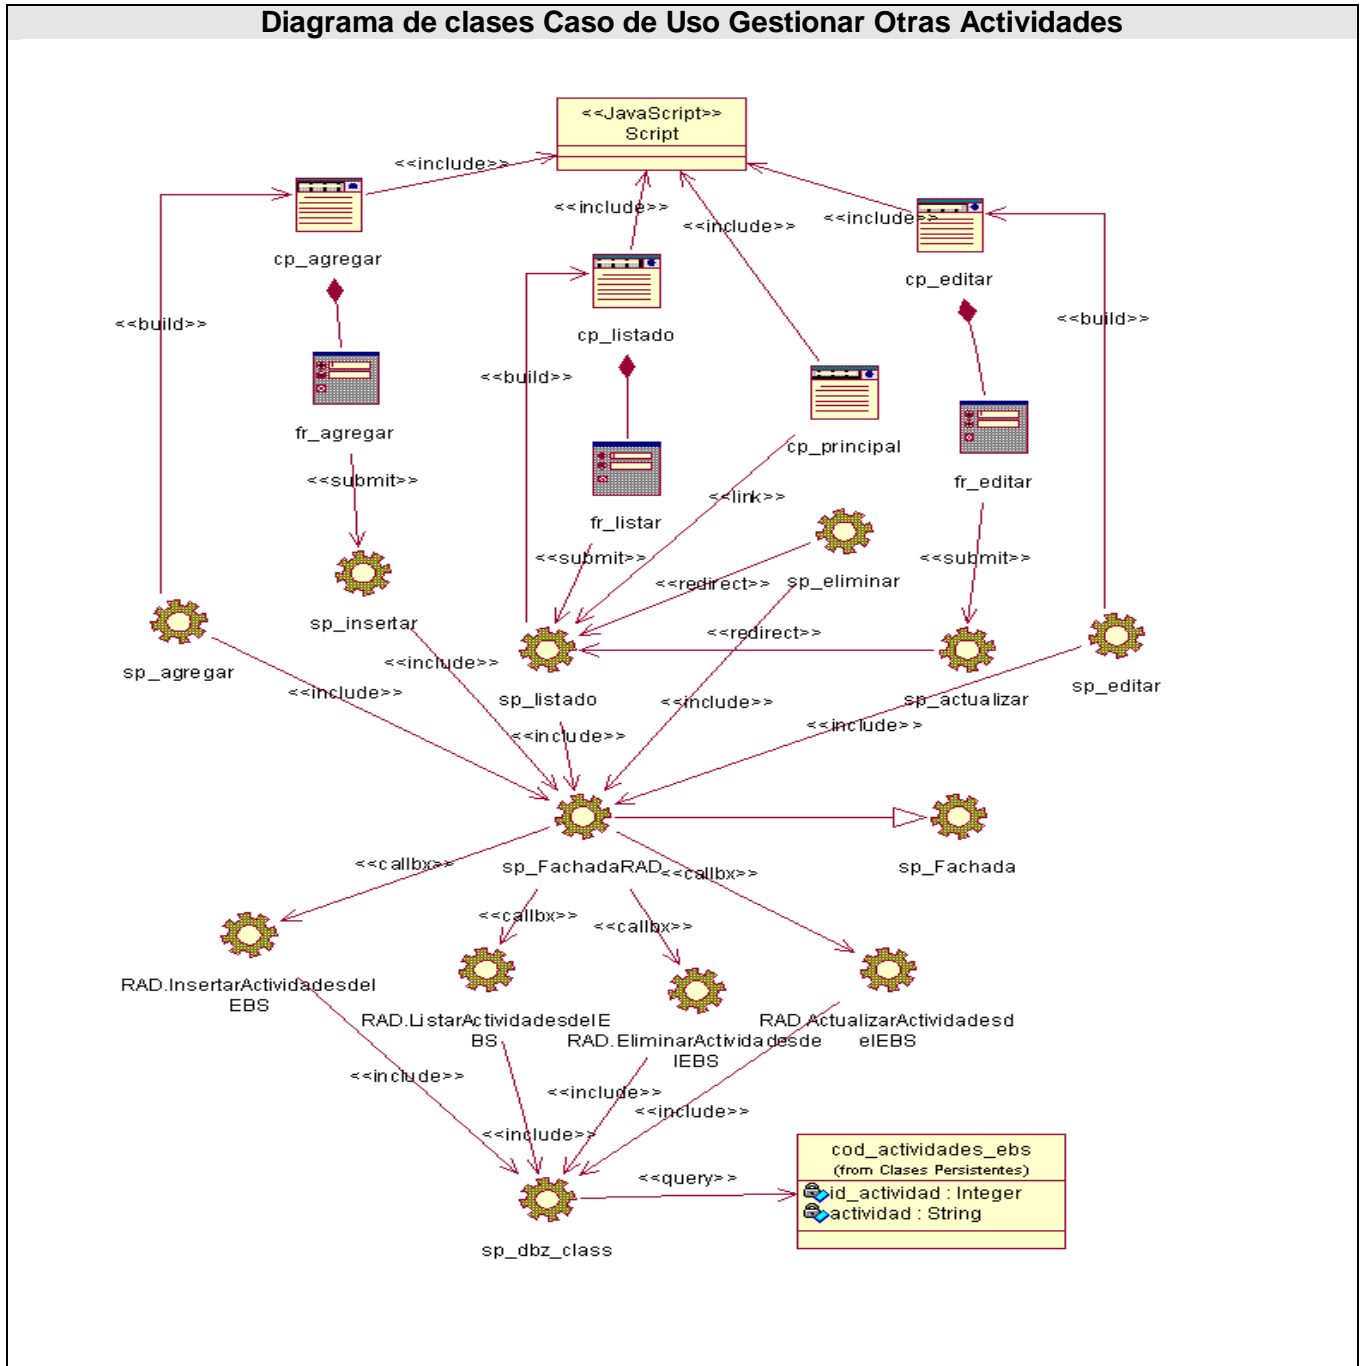 Diagrama de clases Caso de Uso Gestionar Otras Actividades
<<JavaScript>>
Script
<<include>>
<<include>>
<<include>>
<<include>>
cp_agregar
cp_listado
cp_editar
<<build>>
<<build>>
<<build>>
fr_agregar
cp_principal
<<submit>>
fr_listar
<<link>>
fr_editar
<<submit>>
<<redirect>>
sp_eliminar
<<submit>>
sp_insertar
<<redirect>>
sp_agregar
<<include>>
<<include>>
sp_listado
<<include>>
sp_actualizar
sp_editar
<<include>>
<<include>>
<<callbx>>
sp_FachadaRAD
<<callbx>>
sp_Fachada
<<callbx>>
<<callbx>>
RAD.InsertarActividadesdel
EBS
RAD.ListarActividadesdelE
BS
RAD.EliminarActividadesde
lEBS
RAD.ActualizarActividadesd
elEBS
<<include>>
<<include>>
<<include>>
<<include>>
<<query>>
sp_dbz_class
cod_actividades_ebs
(from Clases Persistentes)
id_actividad : Integer
actividad : String